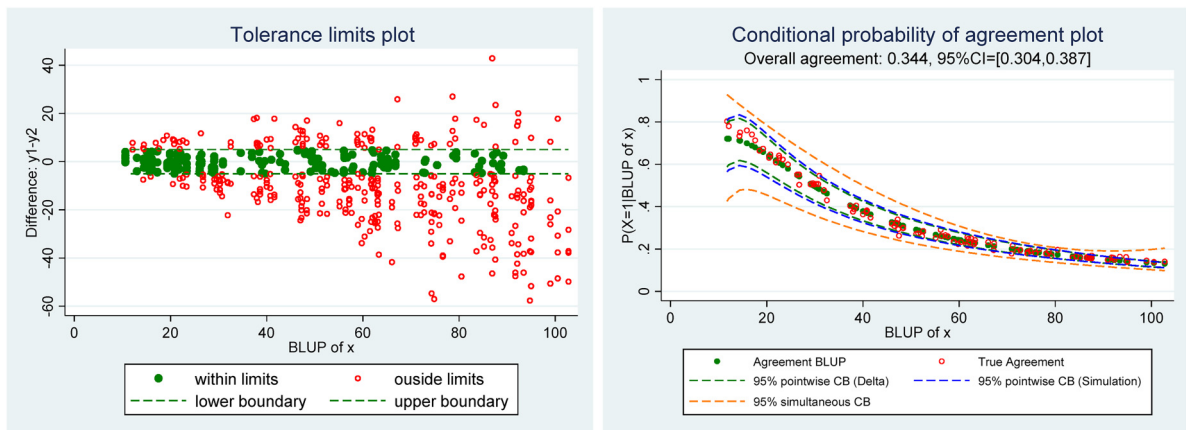 Tolerance limits plot
Difference: y1-y2
40
20
0
-20
-40
-60
0 20 40 60 80 100
BLUP of x
within limits ouside limits
lower boundary upper boundary
Conditional probability of agreement plot
Overall agreement: 0.344, 95%CI=[0.304,0.387]
P(X=1|BLUP of x)
1
.8
.6
.4
.2
0
0 20 40 60 80 100
BLUP of x
Agreement BLUP True Agreement
95% pointwise CB (Delta) 95% pointwise CB (Simulation)
95% simultaneous CB